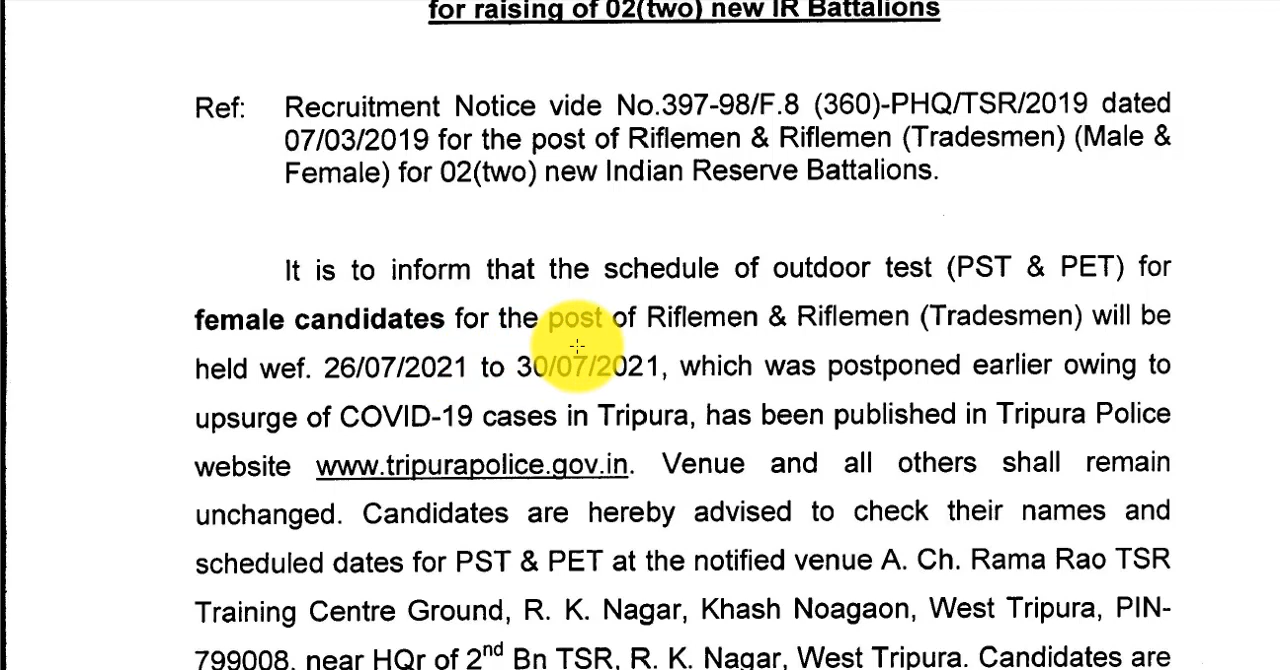 for raising of 02(two) new IR Battalions
Ref: Recruitment Notice vide No.397-98/F.8 (360)-PHQ/TSR/2019 dated
07/03/2019 for the post of Riflemen & Riflemen (Tradesmen) (Male &
Female) for 02(two) new Indian Reserve Battalions.
It is to inform that the schedule of outdoor test (PST & PET) for
female candidates for the post of Riflemen & Riflemen (Tradesmen) will be
held wef. 26/07/2021 to 30/07/2021, which was postponed earlier owing to
upsurge of COVID-19 cases in Tripura, has been published in Tripura Police
website www.tripurapolice.gov.in. Venue and all others shall remain
unchanged. Candidates are hereby advised to check their names and
scheduled dates for PST & PET at the notified venue A. Ch. Rama Rao TSR
Training Centre Ground, R. K. Nagar, Khash Noagaon, West Tripura, PIN-
799008, near HQr of 2nd Bn TSR, R. K. Nagar, West Tripura. Candidates are